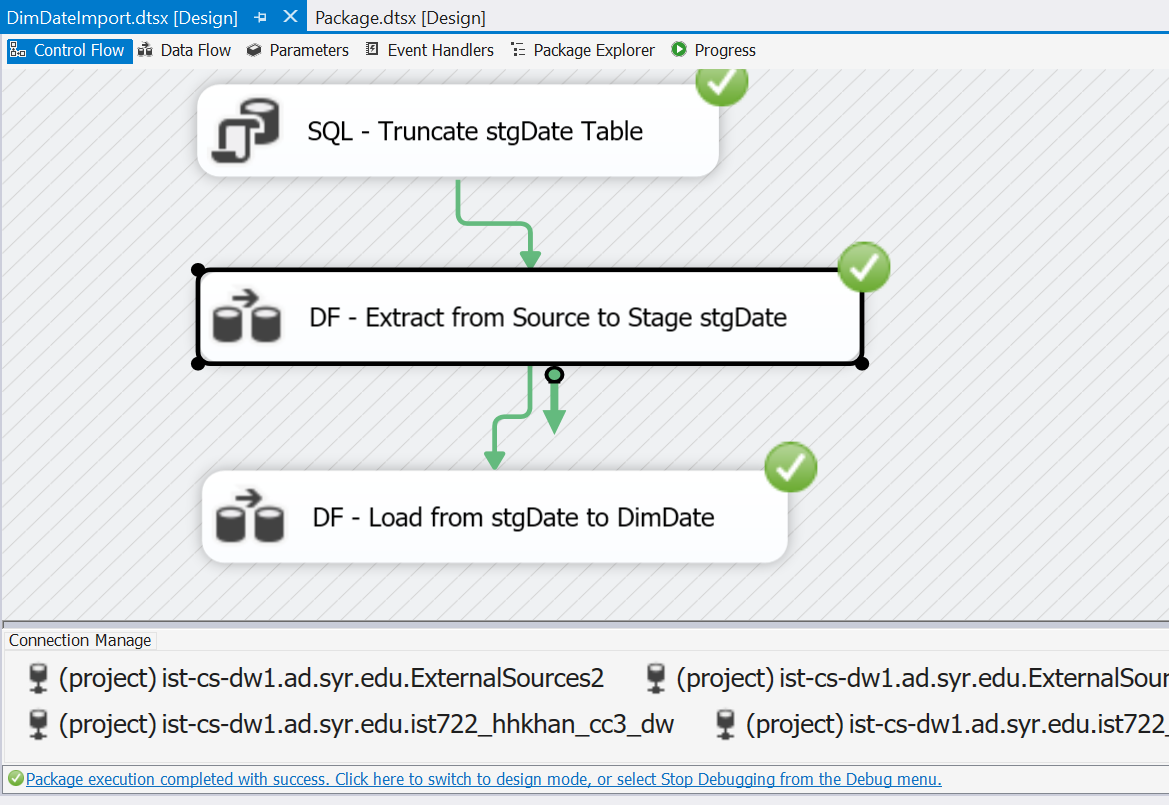 DimDateImport.dtsx [Design] Package.dtsx [Design]
Control Flow Data Flow Parameters Event Handlers Package Explorer Progress
SQL - Truncate stgDate Table
DF - Extract from Source to Stage stgDate
DF - Load from stgDate to DimDate
Connection Manage
(project) ist-cs-dw1.ad.syr.edu.ExternalSources2 (project) ist-cs-dw1.ad.syr.edu.ExternalSour
(project) ist-cs-dw1.ad.syr.edu.ist722_hhkhan_cc3_dw (project) ist-cs-dw1.ad.syr.edu.ist722_
Package execution completed with success. Click here to switch to design mode, or select Stop Debugging from the Debug menu.